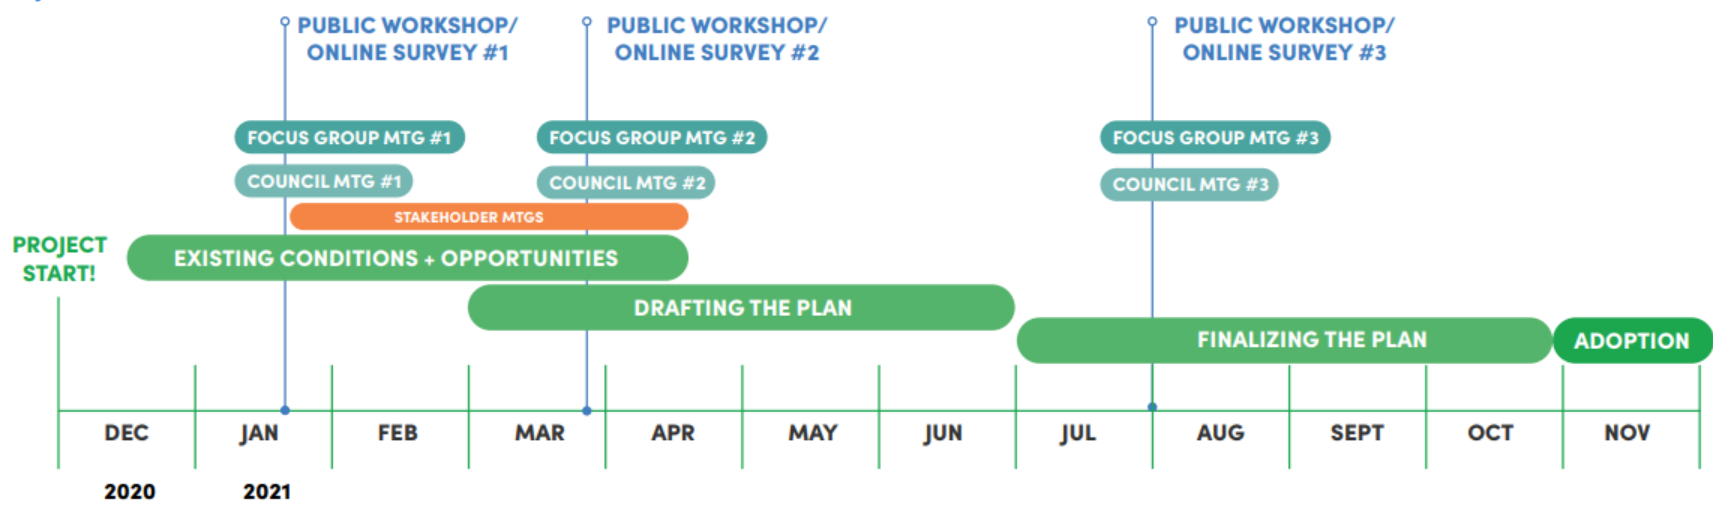 PUBLIC WORKSHOP/
ONLINE SURVEY #1
PUBLIC WORKSHOP/
ONLINE SURVEY #2
PUBLIC WORKSHOP/
ONLINE SURVEY #3
FOCUS GROUP MTG #1
FOCUS GROUP MTG #2
FOCUS GROUP MTG #3
COUNCIL MTG #1
COUNCIL MTG #2
COUNCIL MTG #3
STAKEHOLDER MTGS
PROJECT
START!
EXISTING CONDITIONS + OPPORTUNITIES
DRAFTING THE PLAN
FINALIZING THE PLAN
ADOPTION
DEC JAN FEB MAR APR MAY JUN JUL AUG SEPT OCT NOV
2020 2021